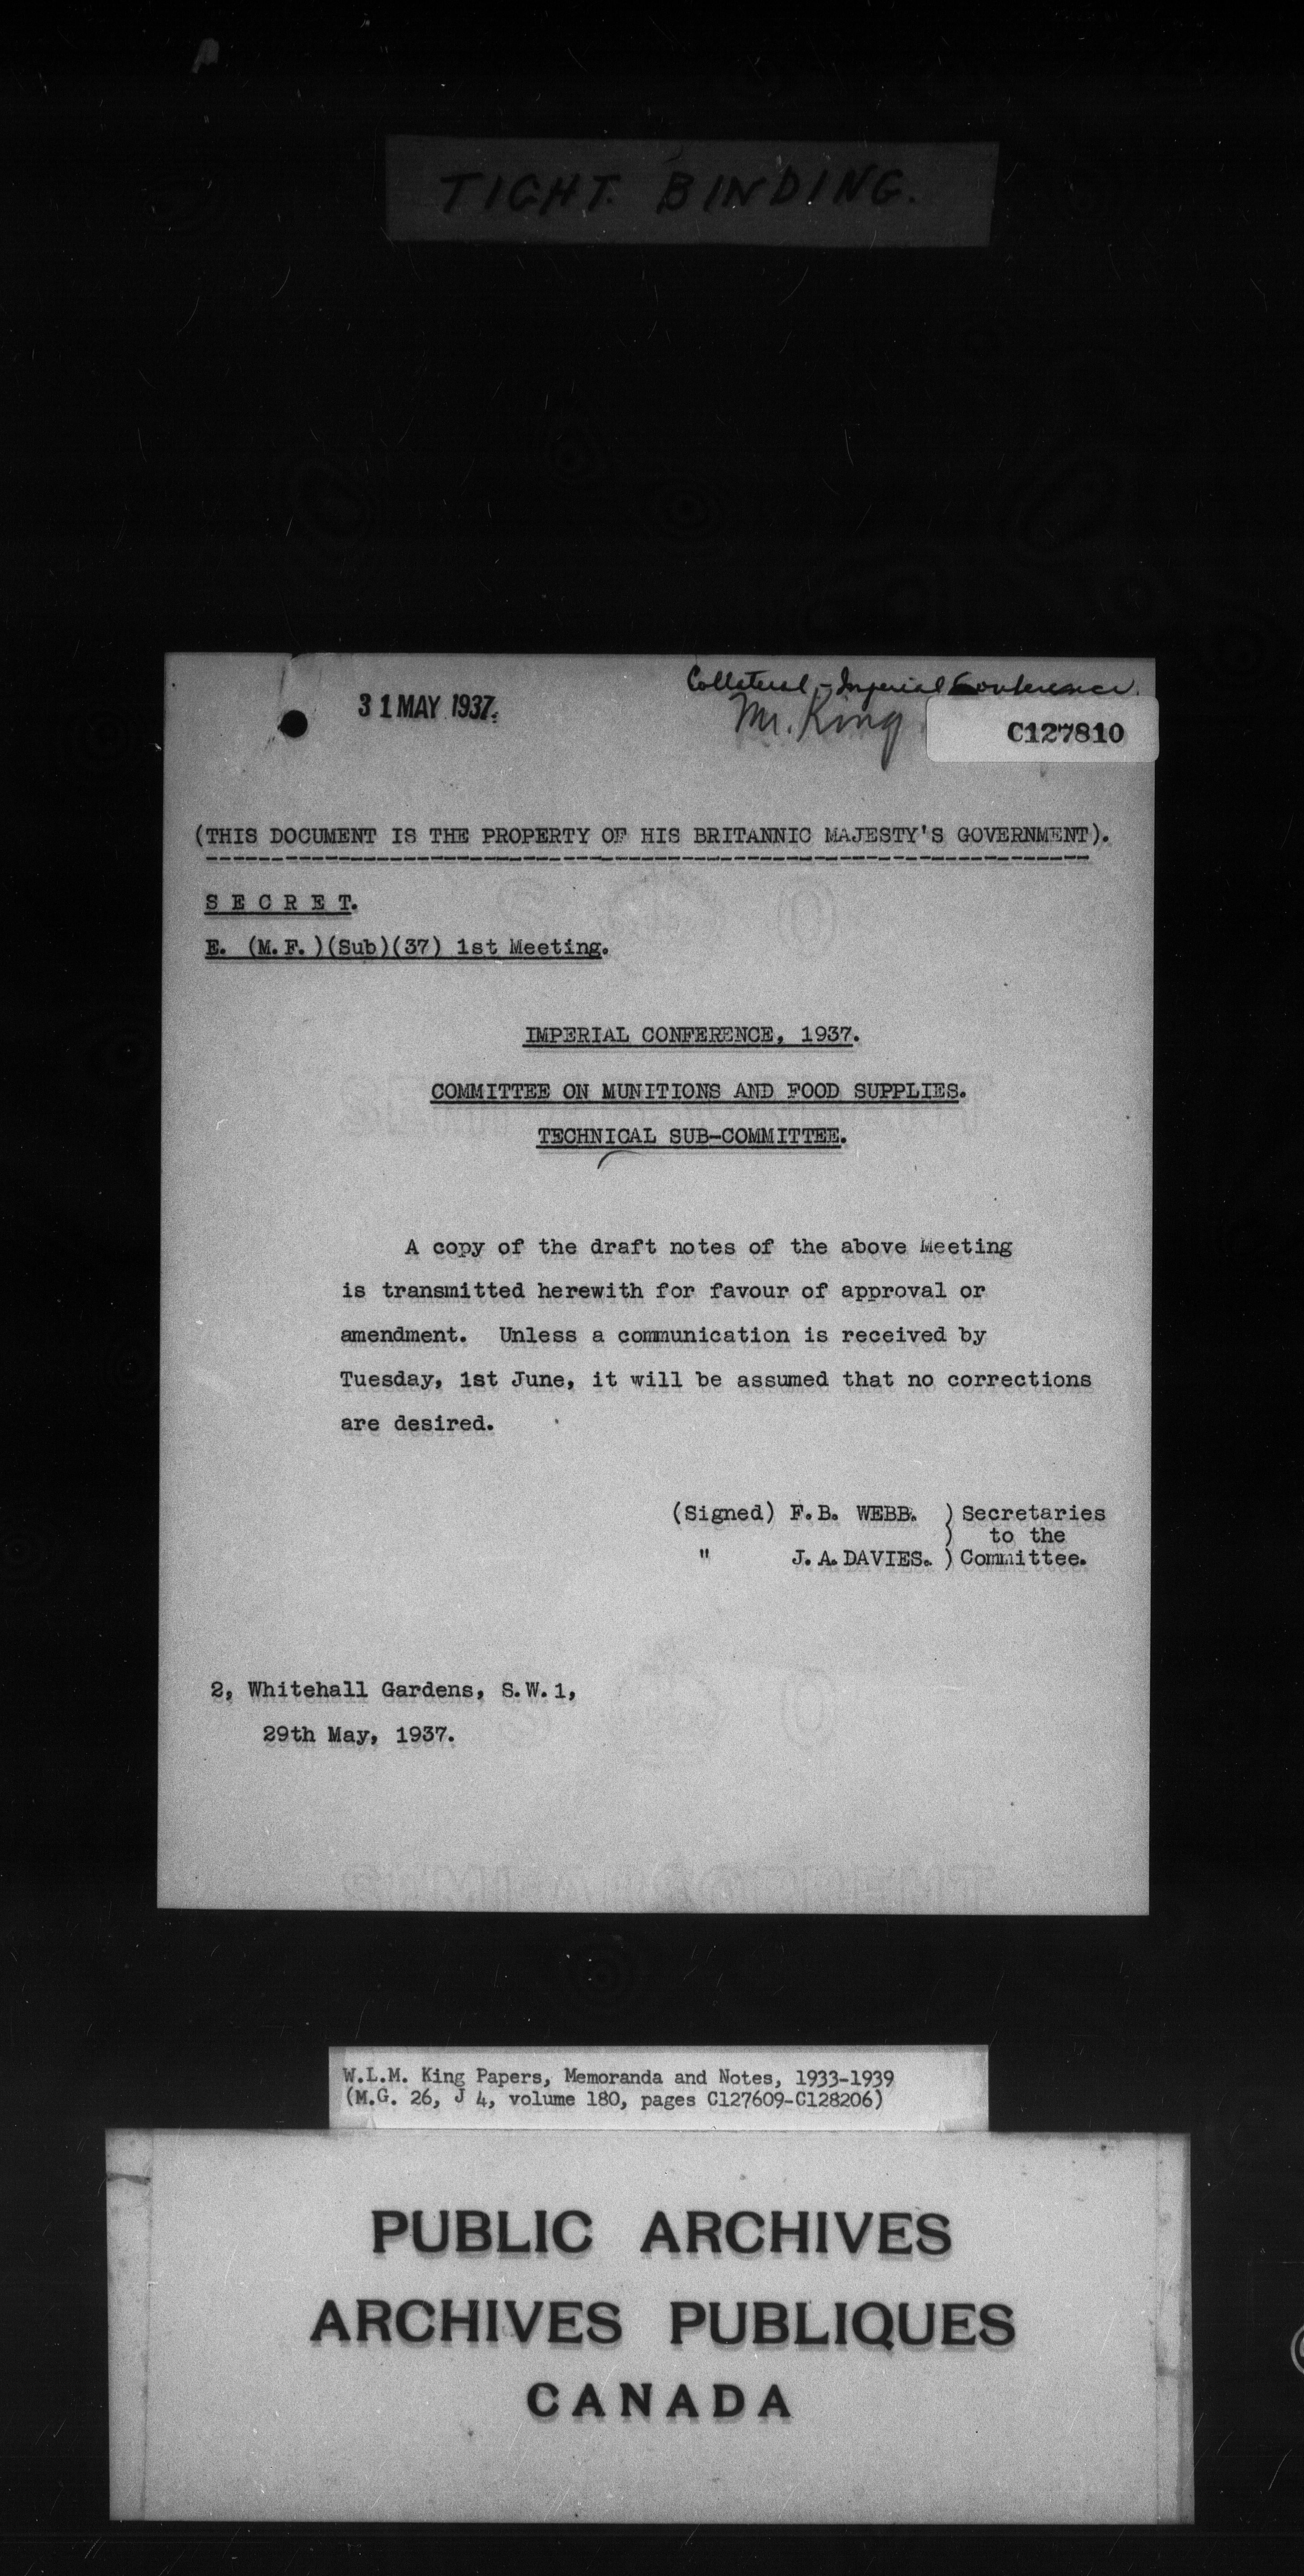 TIGHT. BINDING.
31 MAY 1937.
Collateral - Imperial Conference.
Mr. King
C127810
(THIS DOCUMENT IS THE PROPERTY OF HIS BRITANNIC MAJESTY'S GOVERNMENT).
S E C R E T.
E. (M.F.)(Sub)(37) 1st Meeting.
IMPERIAL CONFERENCE, 1937.
COMMITTEE ON MUNITIONS AND FOOD SUPPLIES.
TECHNICAL SUB-COMMITTEE.
A copy of the draft notes of the above Meeting
is transmitted herewith for favour of approval or
amendment. Unless a communication is received by
Tuesday, 1st June, it will be assumed that no corrections
are desired.
(Signed) F.B. WEBB. ) Secretaries
) to the
" J.A. DAVIES. ) Committee.
2, Whitehall Gardens, S.W.1,
29th May, 1937.
W.L.M. King Papers, Memoranda and Notes, 1933-1939
(M.G. 26, J 4, volume 180, pages C127609-C128206)
PUBLIC ARCHIVES
ARCHIVES PUBLIQUES
CANADA